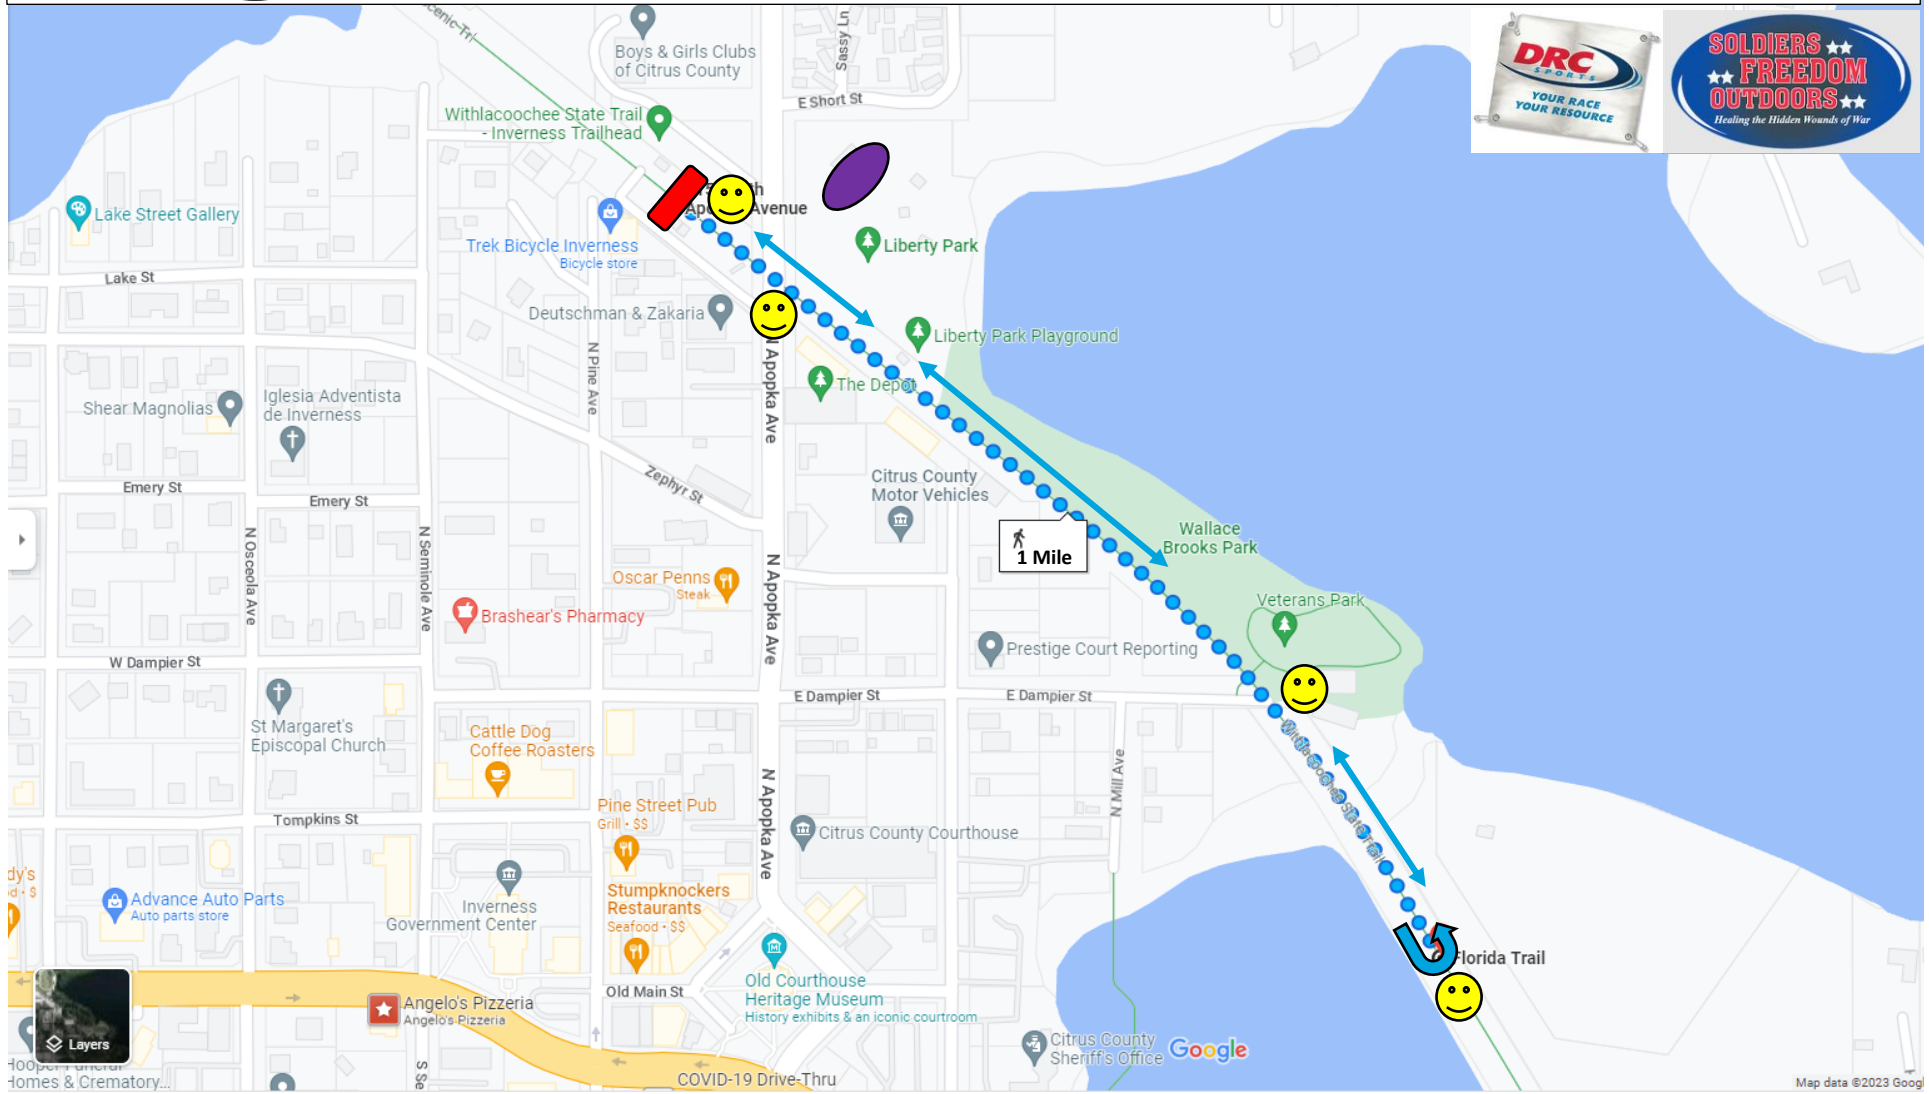 Boys & Girls Clubs
of Citrus County
Sassy Ln
E Short St
DRC
SPORTS
YOUR RACE
YOUR RESOURCE
SOLDIERS
FREEDOM
OUTDOORS
Healing the Hidden Wounds of War
Withlacoochee State Trail
- Inverness Trailhead
Avenue
Lake Street Gallery
Trek Bicycle Inverness
Bicycle store
Liberty Park
Lake St
Deutschman & Zakaria
Liberty Park Playground
N Pine Ave
N Apopka Ave
The Depot
Shear Magnolias
Iglesia Adventista
de Inverness
Zephyr St
Citrus County
Motor Vehicles
Emery St
Emery St
Wallace
Brooks Park
1 Mile
N Osceola Ave
N Seminole Ave
N Apopka Ave
Oscar Penns
Steak
Brashear's Pharmacy
Veterans Park
Prestige Court Reporting
W Dampier St
E Dampier St
E Dampier St
St Margaret's
Episcopal Church
Cattle Dog
Coffee Roasters
Withlacoochee State Trail
N Mill Ave
N Apopka Ave
Pine Street Pub
Grill • $$
Tompkins St
Citrus County Courthouse
dy's
d • $
Advance Auto Parts
Auto parts store
Stumpknockers
Restaurants
Seafood • $$
Inverness
Government Center
Florida Trail
Old Courthouse
Heritage Museum
History exhibits & an iconic courtroom
Old Main St
Angelo's Pizzeria
Angelo's Pizzeria
Layers
Citrus County
Sheriff's Office
Google
Homes & Crematory...
S Se
COVID-19 Drive-Thru
Map data ©2023 Googl